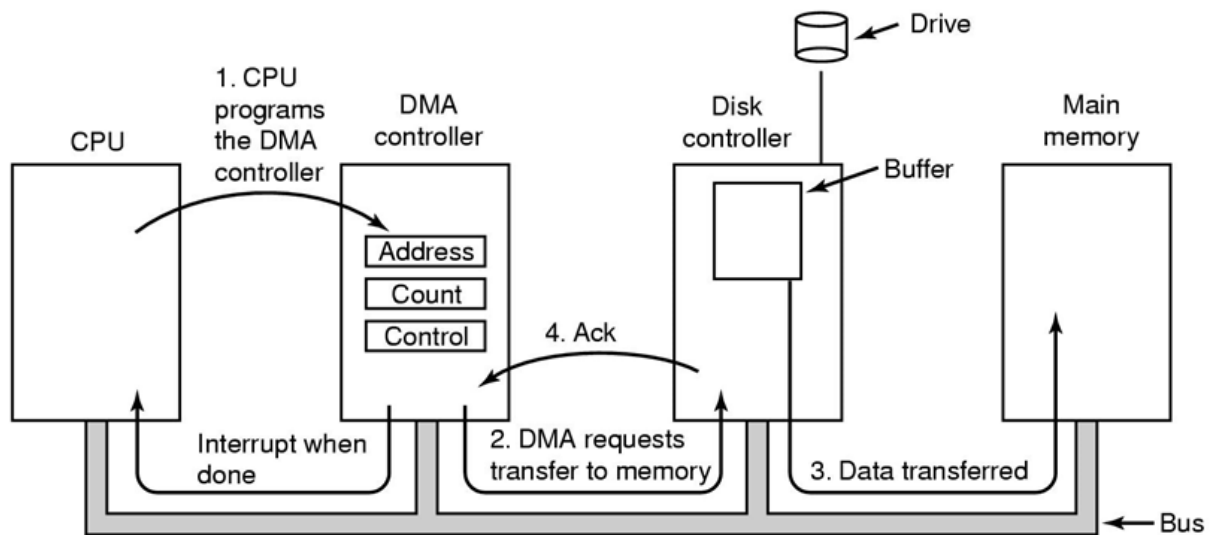 Drive
1. CPU
programs
the DMA
controller
CPU
DMA
controller
Disk
controller
Main
memory
Buffer
Address
Count
Control
4. Ack
Interrupt when
done
2. DMA requests
transfer to memory
3. Data transferred
Bus